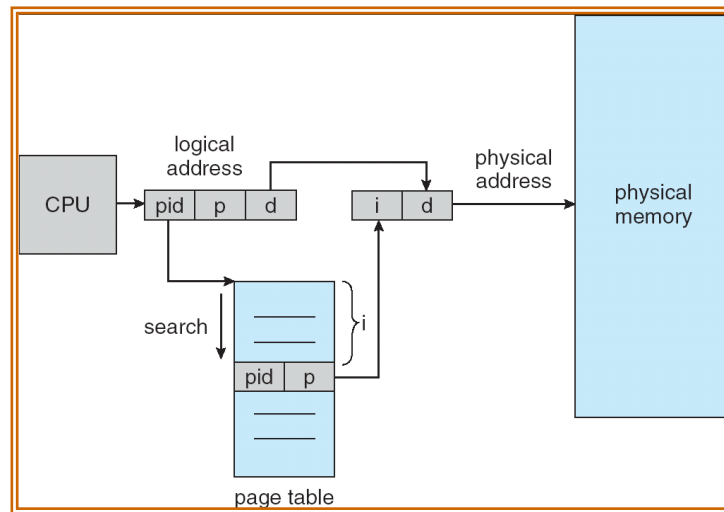 logical
address
physical
address
CPU
pid p d
i d
physical
memory
search
i
pid p
page table